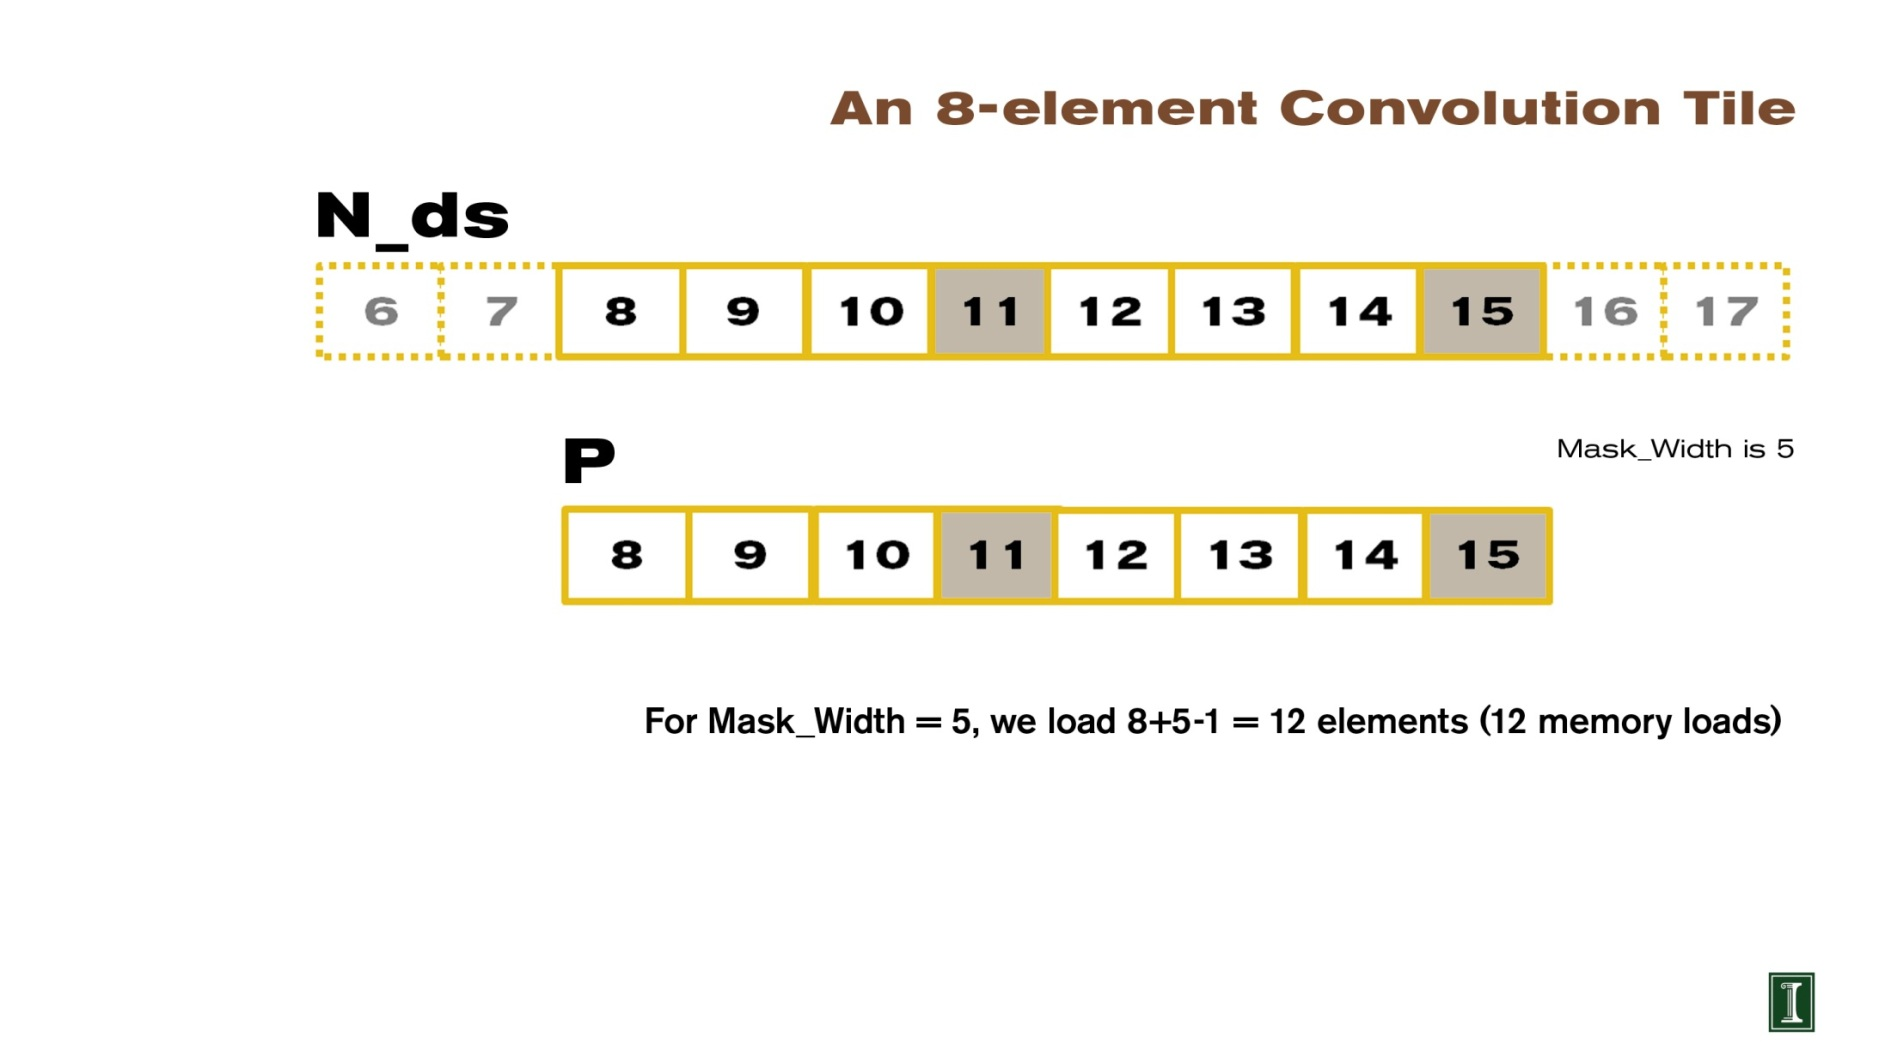 An 8-element Convolution Tile
N_ds
6 7 8 9 10 11 12 13 14 15 16 17
P
Mask_Width is 5
8 9 10 11 12 13 14 15
For Mask_Width = 5, we load 8+5-1 = 12 elements (12 memory loads)
I